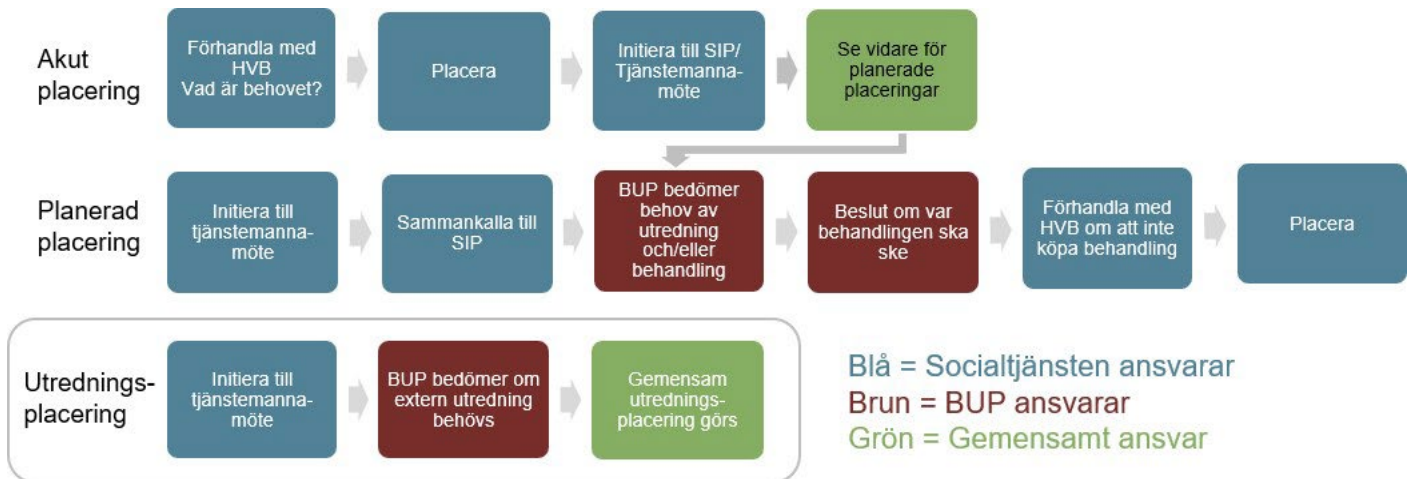 Akut
placering
Förhandla med
HVB
Vad är behovet?
Placera
Initiera till SIP/
Tjänstemanna-
möte
Se vidare för
planerade
placeringar
Planerad
placering
Initiera till
tjänstemanna-
möte
Sammankalla till
SIP
BUP bedömer
behov av
utredning
och/eller
behandling
Beslut om var
behandlingen ska
ske
Förhandla med
HVB om att inte
köpa behandling
Placera
Utrednings-
placering
Initiera till
tjänstemanna-
möte
BUP bedömer om
extern utredning
behövs
Gemensam
utrednings-
placering görs
Blå = Socialtjänsten ansvarar
Brun = BUP ansvarar
Grön = Gemensamt ansvar